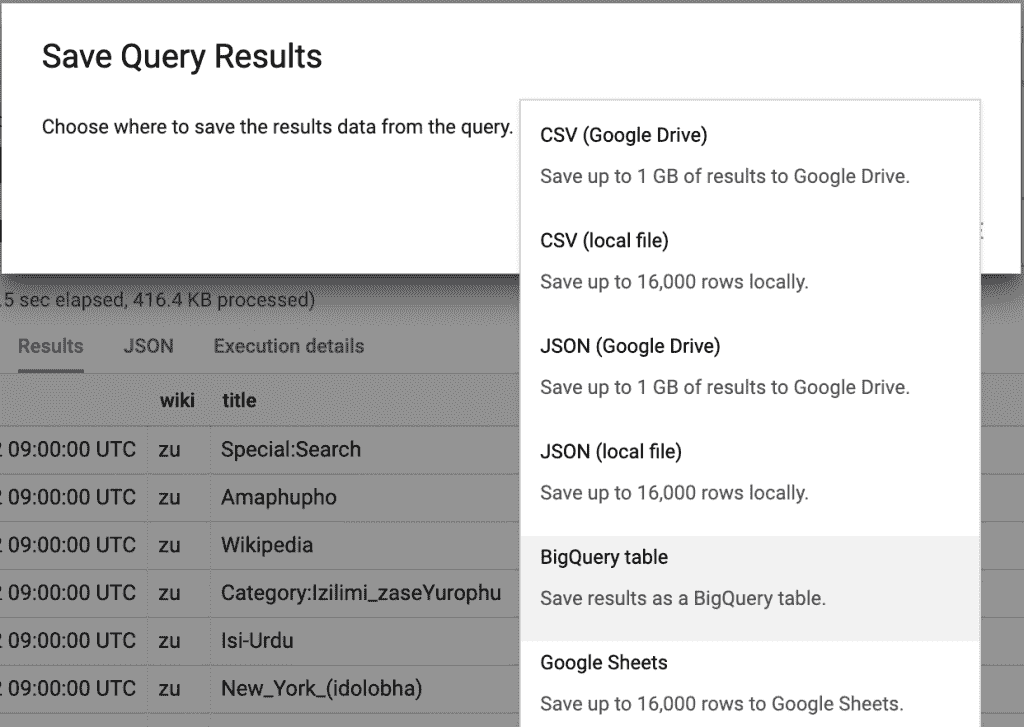 Save Query Results
Choose where to save the results data from the query.
CSV (Google Drive)
Save up to 1 GB of results to Google Drive.
CSV (local file)
Save up to 16,000 rows locally.
JSON (Google Drive)
Save up to 1 GB of results to Google Drive.
JSON (local file)
Save up to 16,000 rows locally.
BigQuery table
Save results as a BigQuery table.
Google Sheets
Save up to 16,000 rows to Google Sheets.
.5 sec elapsed, 416.4 KB processed)
Results JSON Execution details
wiki title
2 09:00:00 UTC zu Special:Search
2 09:00:00 UTC zu Amaphupho
2 09:00:00 UTC zu Wikipedia
2 09:00:00 UTC zu Category:Izilimi_zaseYurophu
2 09:00:00 UTC zu Isi-Urdu
2 09:00:00 UTC zu New_York_(idolobha)